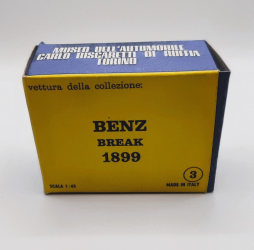 MUSEO DELL'AUTOMOBILE
CARLO BISCARETTI DI RUFFIA
TORINO
vettura della collezione:
BENZ
BREAK
1899
3
SCALA 1:43
MADE IN ITALY